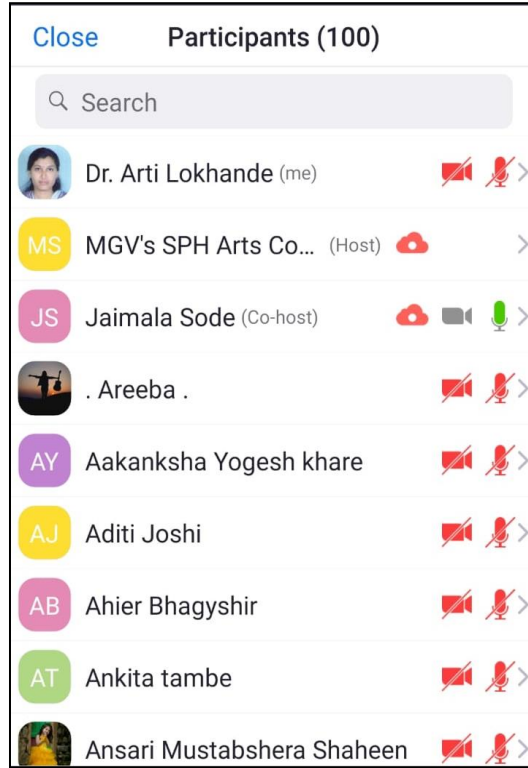 Close Participants (100)
Search
Dr. Arti Lokhande (me)
MS MGV's SPH Arts Co... (Host)
JS Jaimala Sode (Co-host)
. Areeba .
AY Aakanksha Yogesh khare
AJ Aditi Joshi
AB Ahier Bhagyshir
AT Ankita tambe
Ansari Mustabshera Shaheen